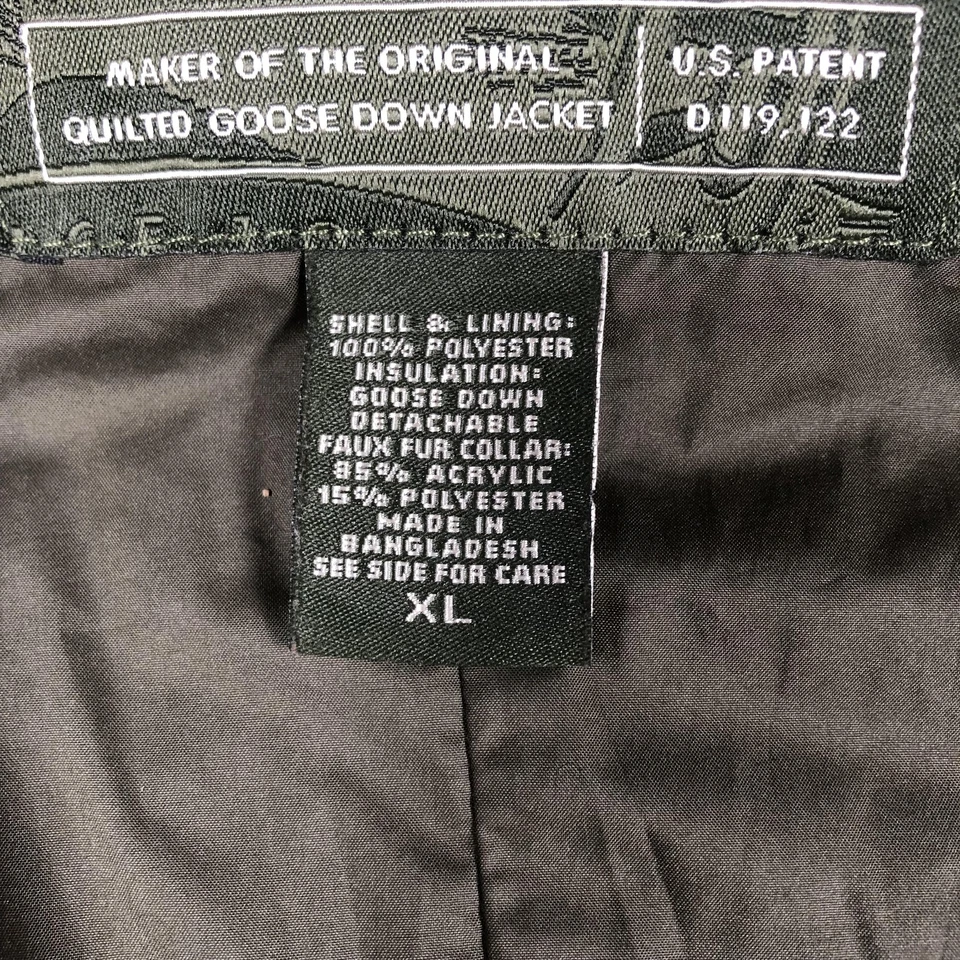 MAKER OF THE ORIGINAL
QUILTED GOOSE DOWN JACKET
U.S. PATENT
D119,122
SHELL & LINING:
100% POLYESTER
INSULATION:
GOOSE DOWN
DETACHABLE
FAUX FUR COLLAR:
85% ACRYLIC
15% POLYESTER
MADE IN
BANGLADESH
SEE SIDE FOR CARE
XL